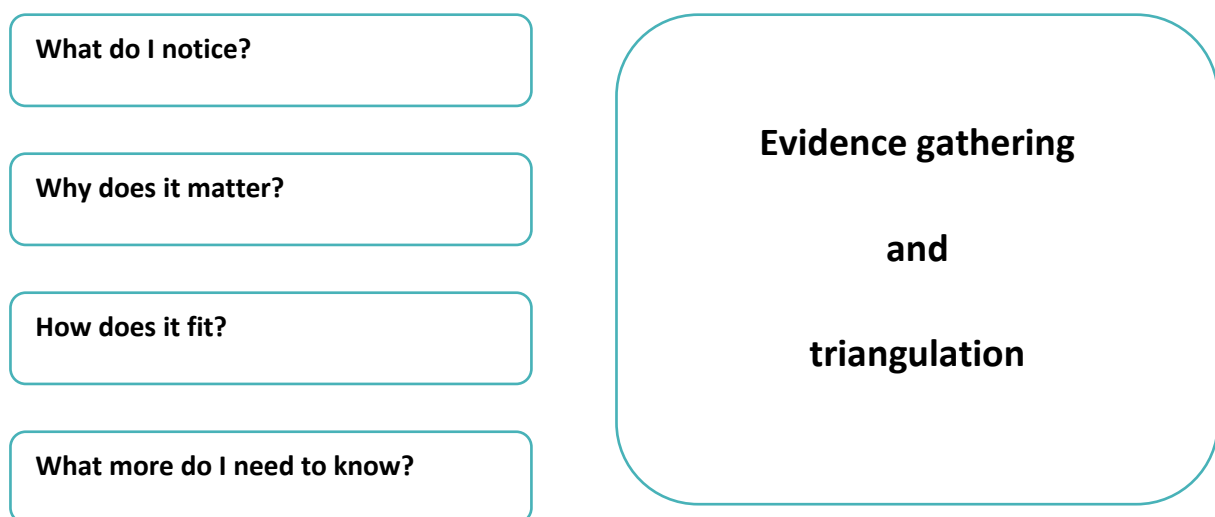 What do I notice?
Why does it matter?
How does it fit?
What more do I need to know?
Evidence gathering
and
triangulation